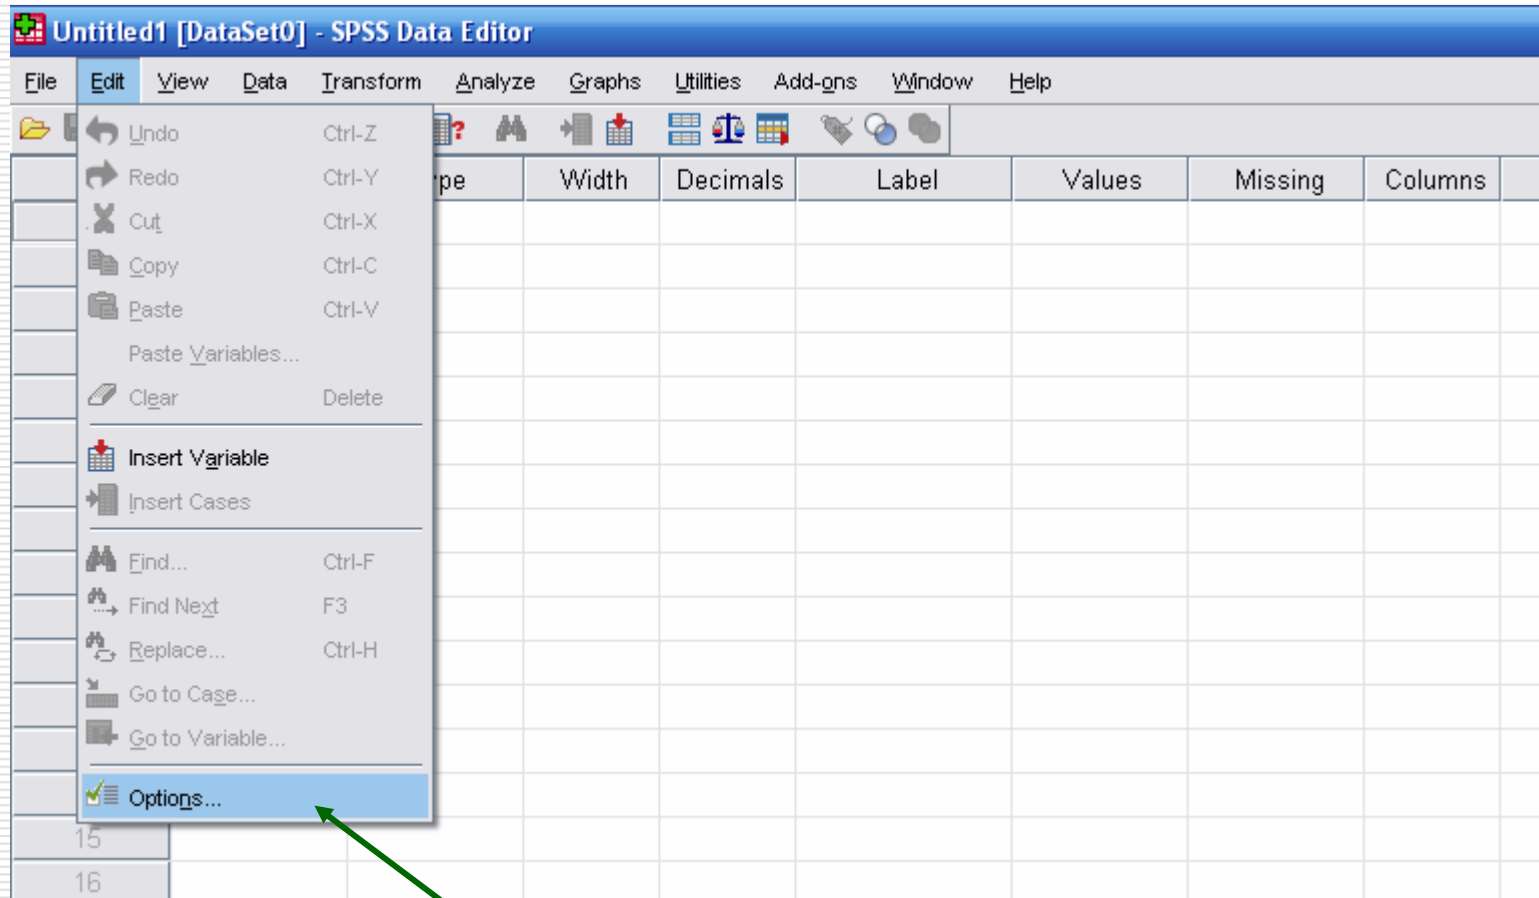 Untitled1 [DataSet0] - SPSS Data Editor
File Edit View Data Transform Analyze Graphs Utilities Add-ons Window Help
Undo Ctrl-Z
Redo Ctrl-Y
Width Decimals Label Values Missing Columns
Cut Ctrl-X
Copy Ctrl-C
Paste Ctrl-V
Paste Variables...
Clear Delete
Insert Variable
Insert Cases
Find... Ctrl-F
Find Next F3
Replace... Ctrl-H
Go to Case...
Go to Variable...
Options...
15
16